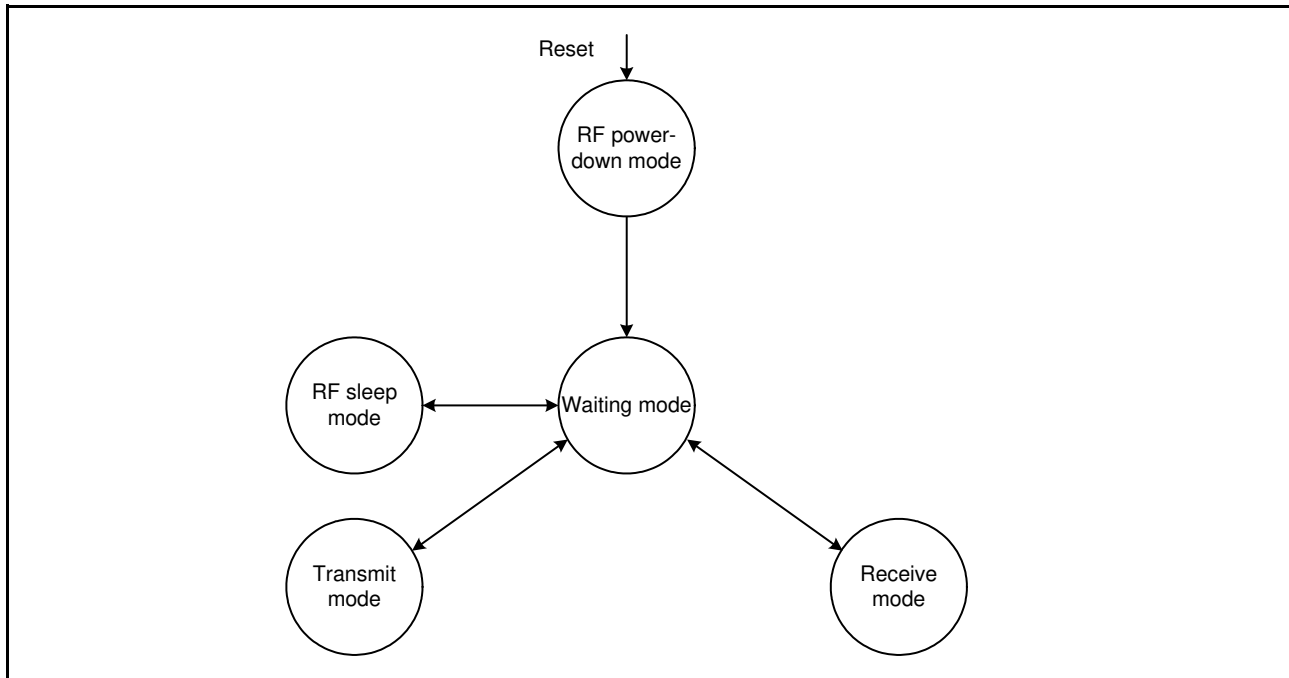 Reset
RF power-
down mode
RF sleep
mode
Waiting mode
Transmit
mode
Receive
mode